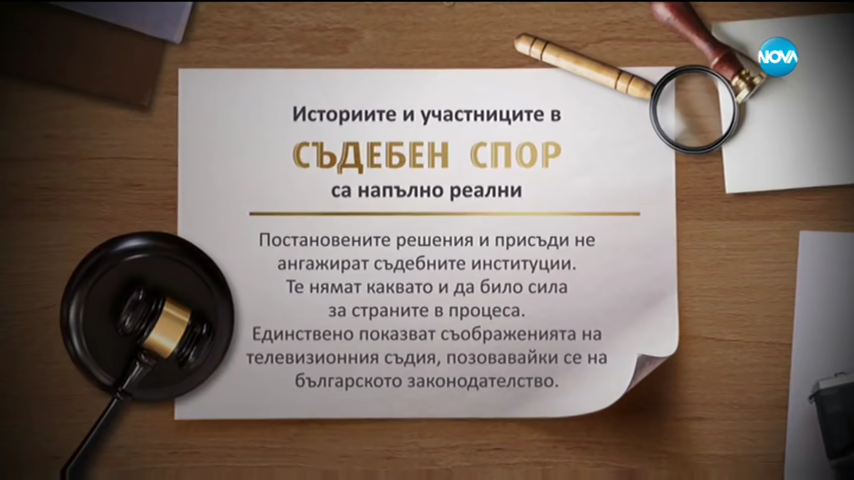 NOVA
Историите и участниците в
СЪДЕБЕН СПОР
са напълно реални
Постановените решения и присъди не
ангажират съдебните институции.
Те нямат каквато и да било сила
за страните в процеса.
Единствено показват съображенията на
телевизионния съдия, позовавайки се на
българското законодателство.